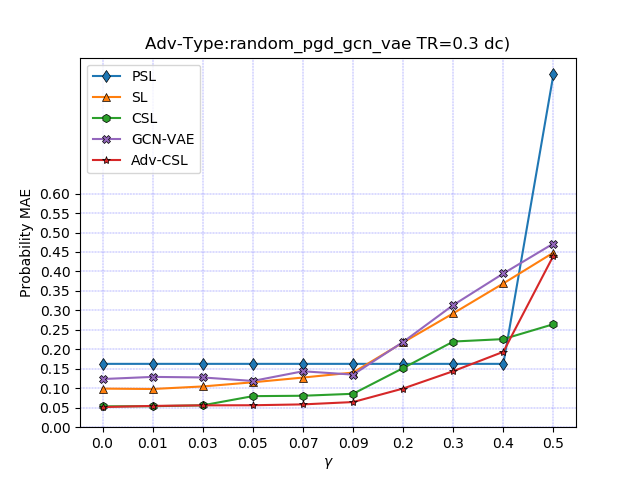 Adv-Type:random_pgd_gcn_vae TR=0.3 dc)
PSL
SL
CSL
GCN-VAE
Adv-CSL
Probability MAE
0.60
0.55
0.50
0.45
0.40
0.35
0.30
0.25
0.20
0.15
0.10
0.05
0.00
0.0 0.01 0.03 0.05 0.07 0.09 0.2 0.3 0.4 0.5
γ